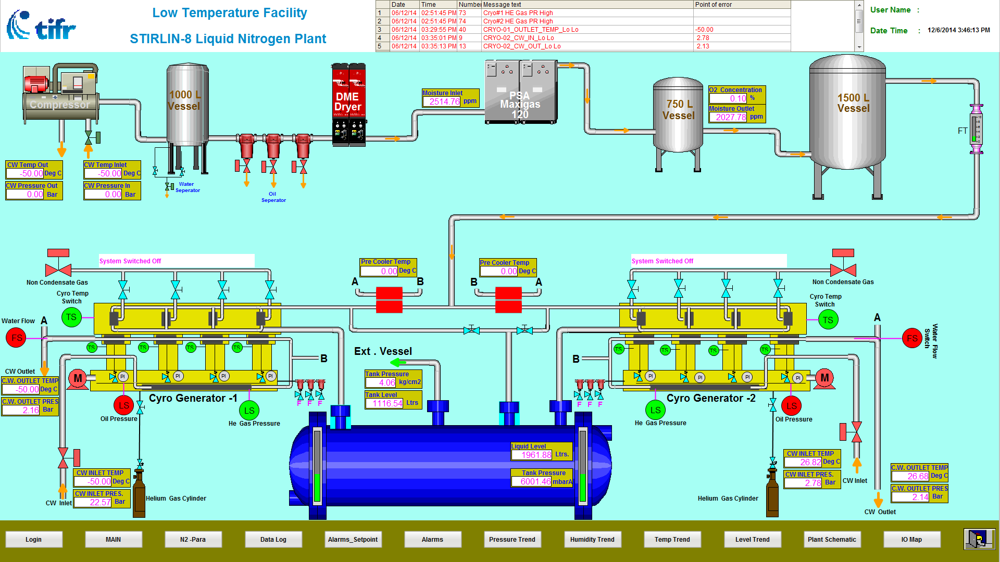 tifr
Low Temperature Facility
STIRLIN-8 Liquid Nitrogen Plant
Date Time Number Message text Point of error
1 06/12/14 02:51:45 PM 73 Cryo#1 HE Gas PR High
2 06/12/14 02:51:45 PM 74 Cryo#2 HE Gas PR High
3 06/12/14 03:29:55 PM 40 CRYO-01_OUTLET_TEMP_Lo Lo -50.00
4 06/12/14 03:35:01 PM 9 CRYO-02_CW_IN_Lo Lo 2.78
5 06/12/14 03:35:13 PM 13 CRYO-02_CW_OUT_Lo Lo 2.13
User Name :
Date Time : 12/6/2014 3:46:13 PM
Compressor
1000 L
Vessel
DME
Dryer
Moisture Inlet
2514.76 ppm
PSA
Maxigas
120
750 L
Vessel
O2 Concentration
0.10 %
Moisture Outlet
2027.78 ppm
1500 L
Vessel
FT
CW Temp Out
-50.00 Deg C
CW Pressure Out
0.00 Bar
CW Temp Inlet
-50.00 Deg C
CW Pressure In
0.00 Bar
Water
Seperator
Oil
Seperator
System Switched Off
Non Condensate Gas
Cyro Temp
Switch
TS
Water Flow
FS
A
Pre Cooler Temp
0.00 Deg C
A B
Pre Cooler Temp
0.00 Deg C
B A
System Switched Off
Non Condensate Gas
Cyro Temp
Switch
TS
A
FS
Water Flow
Switch
TS TS TS TS
B
TS TS TS TS
B
CW Outlet
C.W. OUTLET TEMP
-50.00 Deg C
C.W. OUTLET PRES
2.16 Bar
M
PI PI PI PI
Cyro Generator -1
LS
Oil Pressure
LS
He Gas Pressure
F F F
Ext . Vessel
Tank Pressure
4.06 kg/cm2
Tank Level
1116.54 Ltrs
F F F
PI PI PI PI
M
Cyro Generator -2
LS
He Gas Pressure
LS
Oil Pressure
Liquid Level
1961.88 Ltrs.
Tank Pressure
6001.46 mbarA
CW INLET TEMP
-50.00 Deg C
CW INLET PRES.
22.57 Bar
CW Inlet
Helium Gas Cylinder
Helium Gas Cylinder
CW INLET TEMP
26.82 Deg C
CW INLET PRES.
2.78 Bar
CW Inlet
C.W. OUTLET TEMP
26.68 Deg C
C.W. OUTLET PRES
2.14 Bar
CW Outlet
Login MAIN N2 -Para Data Log Alarms_Setpoint Alarms Pressure Trend Humidity Trend Temp Trend Level Trend Plant Schematic IO Map